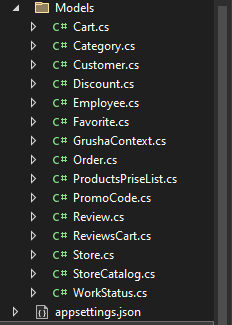 Models
C# Cart.cs
C# Category.cs
C# Customer.cs
C# Discount.cs
C# Employee.cs
C# Favorite.cs
C# GrushaContext.cs
C# Order.cs
C# ProductsPriseList.cs
C# PromoCode.cs
C# Review.cs
C# ReviewsCart.cs
C# Store.cs
C# StoreCatalog.cs
C# WorkStatus.cs
appsettings.json